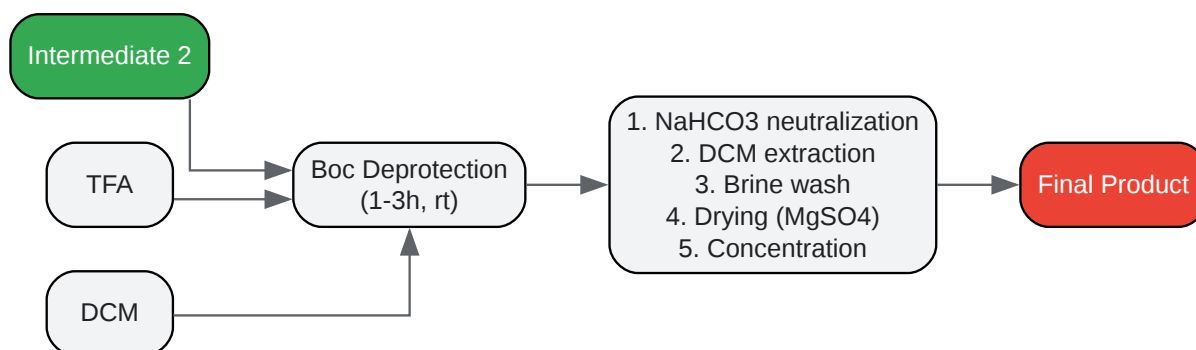 Intermediate 2
TFA
DCM
Boc Deprotection
(1-3h, rt)
1. NaHCO3 neutralization
2. DCM extraction
3. Brine wash
4. Drying (MgSO4)
5. Concentration
Final Product